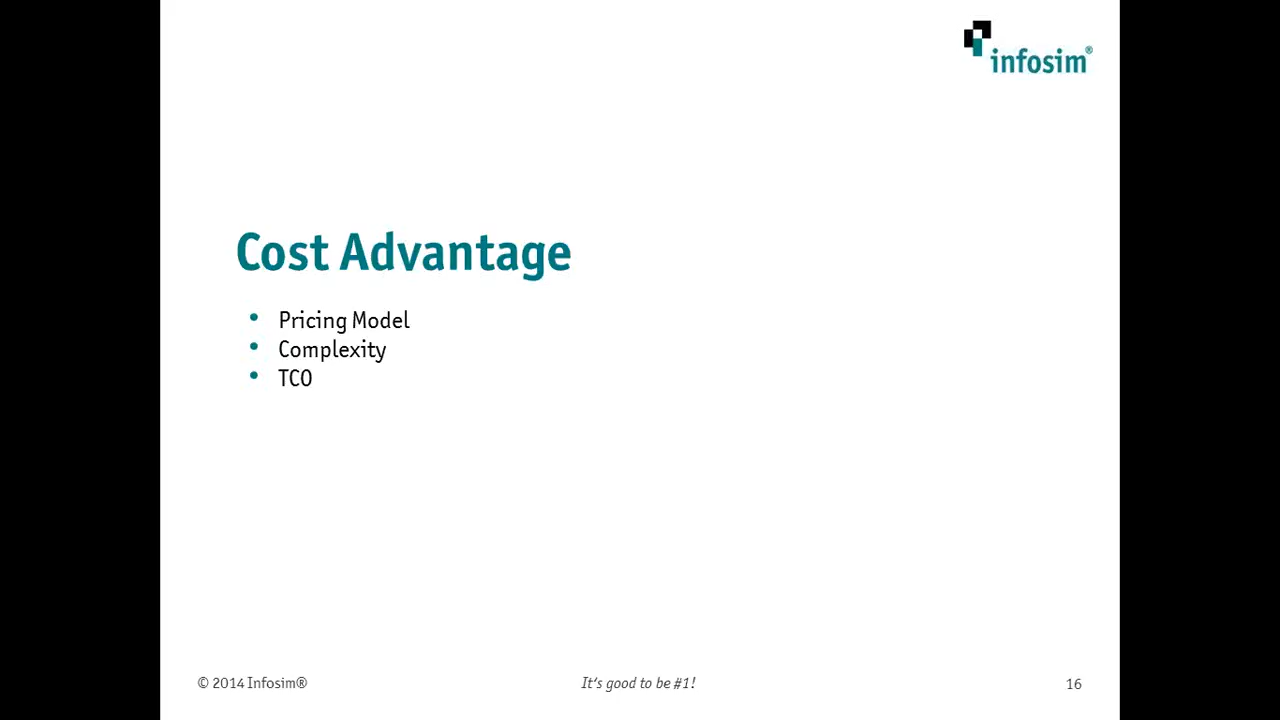 infosim®
Cost Advantage
• Pricing Model
• Complexity
• TCO
© 2014 Infosim®
It's good to be #1!
16